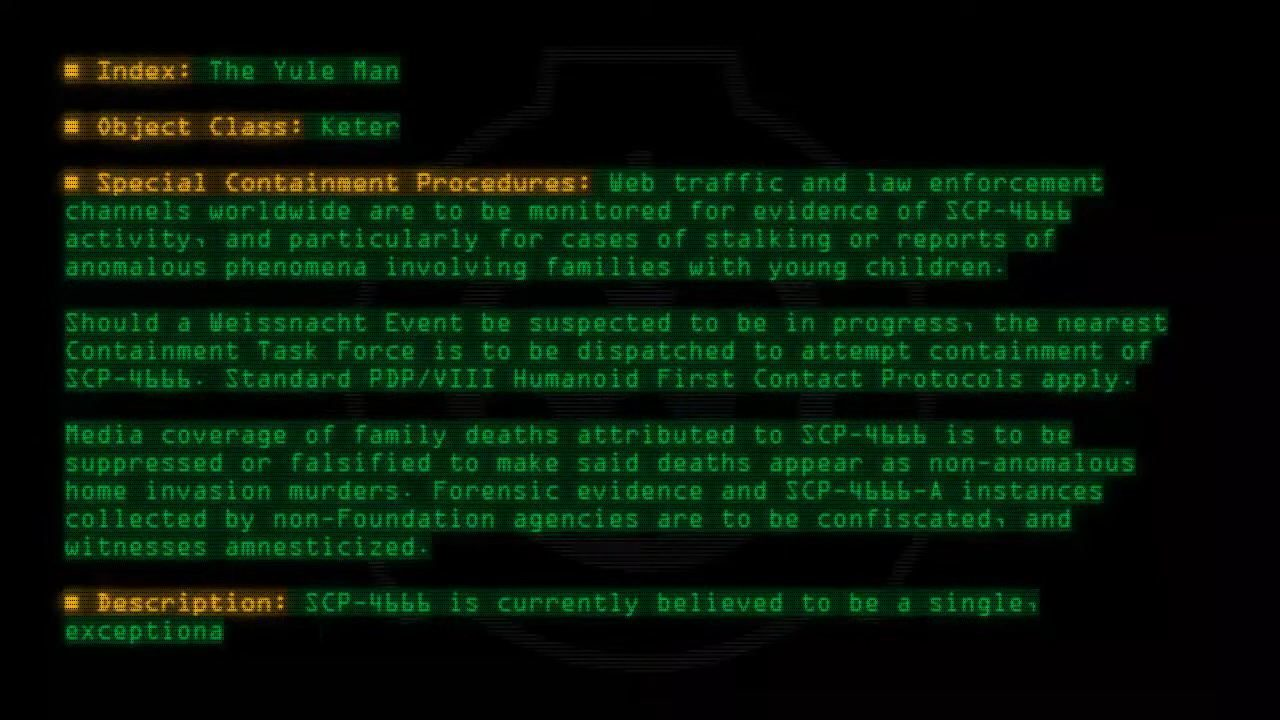 ■ Index: The Yule Man
■ Object Class: Keter
■ Special Containment Procedures: Web traffic and law enforcement
channels worldwide are to be monitored for evidence of SCP-4666
activity, and particularly for cases of stalking or reports of
anomalous phenomena involving families with young children.
Should a Weissnacht Event be suspected to be in progress, the nearest
Containment Task Force is to be dispatched to attempt containment of
SCP-4666. Standard PDP/VIII Humanoid First Contact Protocols apply.
Media coverage of family deaths attributed to SCP-4666 is to be
suppressed or falsified to make said deaths appear as non-anomalous
home invasion murders. Forensic evidence and SCP-4666-A instances
collected by non-Foundation agencies are to be confiscated, and
witnesses amnesticized.
■ Description: SCP-4666 is currently believed to be a single,
exceptiona